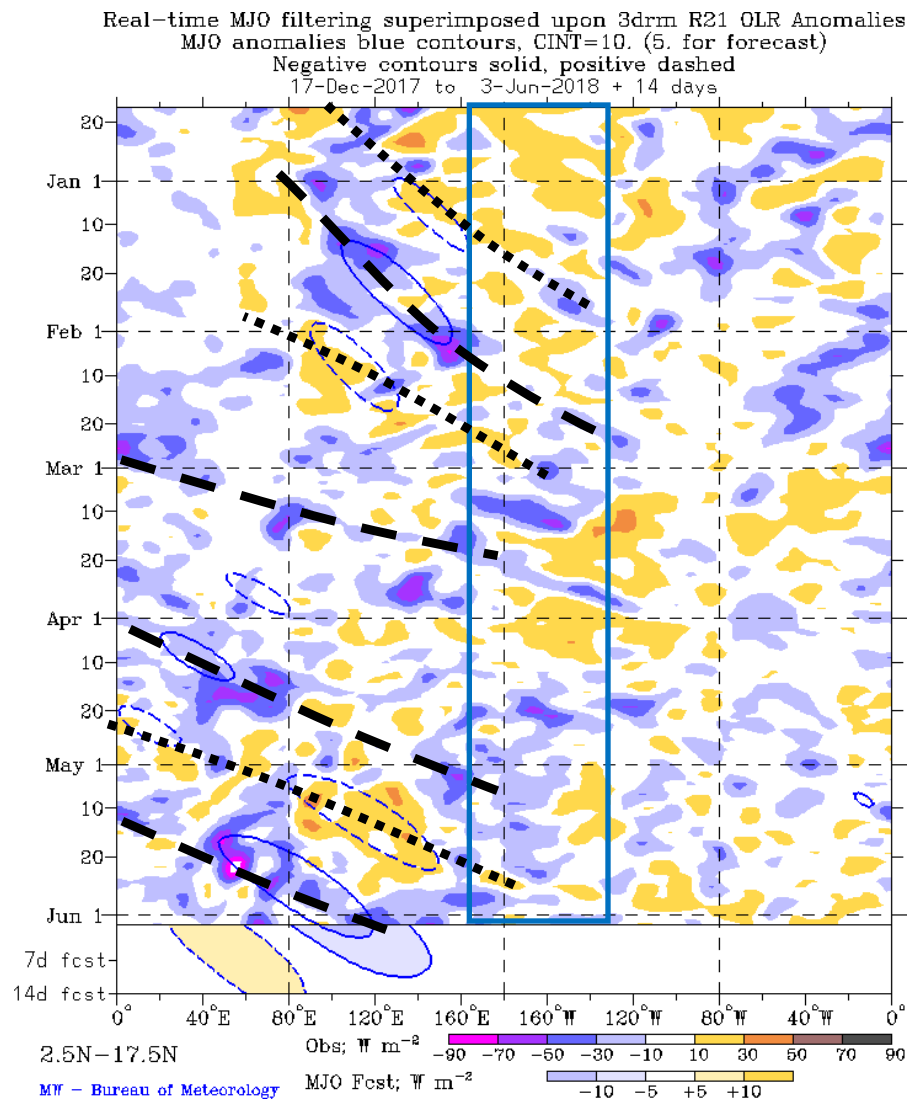 Real-time MJO filtering superimposed upon 3drm R21 OLR Anomalies
MJO anomalies blue contours, CINT=10. (5. for forecast)
Negative contours solid, positive dashed
17-Dec-2017 to 3-Jun-2018 + 14 days
20
Jan 1
10
20
Feb 1
10
20
Mar 1
10
20
Apr 1
10
20
May 1
10
20
Jun 1
7d fcst
14d fcst
0° 40°E 80°E 120°E 160°E 160°W 120°W 80°W 40°W 0°
2.5N-17.5N
Obs; W m⁻²
-90 -70 -50 -30 -10 10 30 50 70 90
MW - Bureau of Meteorology
MJO Fcst; W m⁻²
-10 -5 +5 +10